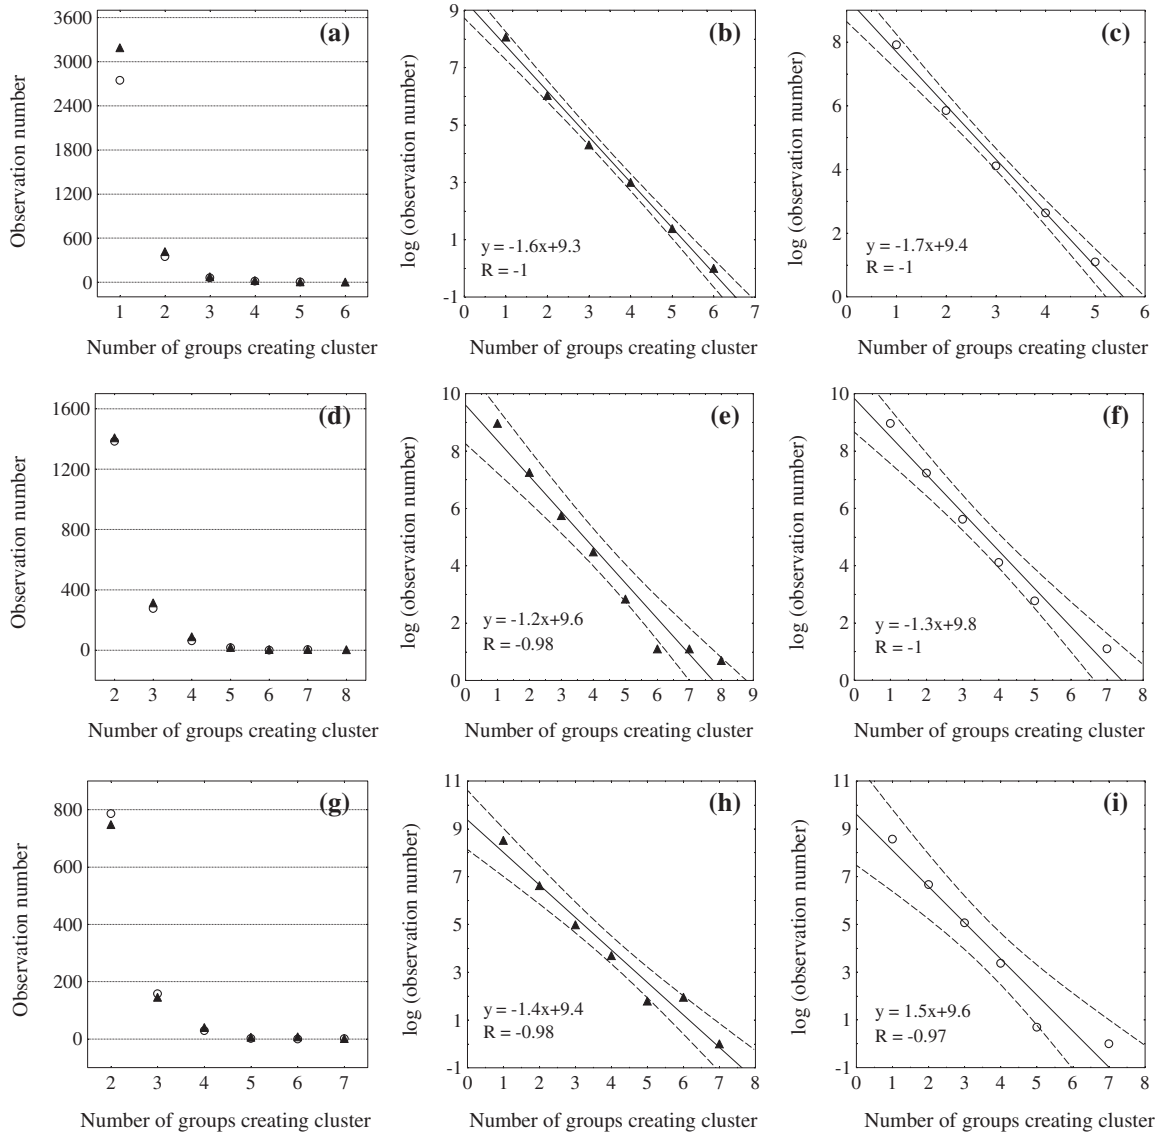 (a)
Observation number
3600
3000
2400
1800
1200
600
0
1 2 3 4 5 6
Number of groups creating cluster
(b)
log (observation number)
9
7
5
3
1
-1
y = -1.6x+9.3
R = -1
0 1 2 3 4 5 6 7
Number of groups creating cluster
(c)
log (observation number)
8
6
4
2
0
y = -1.7x+9.4
R = -1
0 1 2 3 4 5 6
Number of groups creating cluster
(d)
Observation number
1600
1200
800
400
0
2 3 4 5 6 7 8
Number of groups creating cluster
(e)
log (observation number)
10
8
6
4
2
0
y = -1.2x+9.6
R = -0.98
0 1 2 3 4 5 6 7 8 9
Number of groups creating cluster
(f)
log (observation number)
10
8
6
4
2
0
y = -1.3x+9.8
R = -1
0 1 2 3 4 5 6 7 8
Number of groups creating cluster
(g)
Observation number
800
600
400
200
0
2 3 4 5 6 7
Number of groups creating cluster
(h)
log (observation number)
11
9
7
5
3
1
-1
y = -1.4x+9.4
R = -0.98
0 1 2 3 4 5 6 7 8
Number of groups creating cluster
(i)
log (observation number)
11
9
7
5
3
1
-1
y = 1.5x+9.6
R = -0.97
0 1 2 3 4 5 6 7 8
Number of groups creating cluster